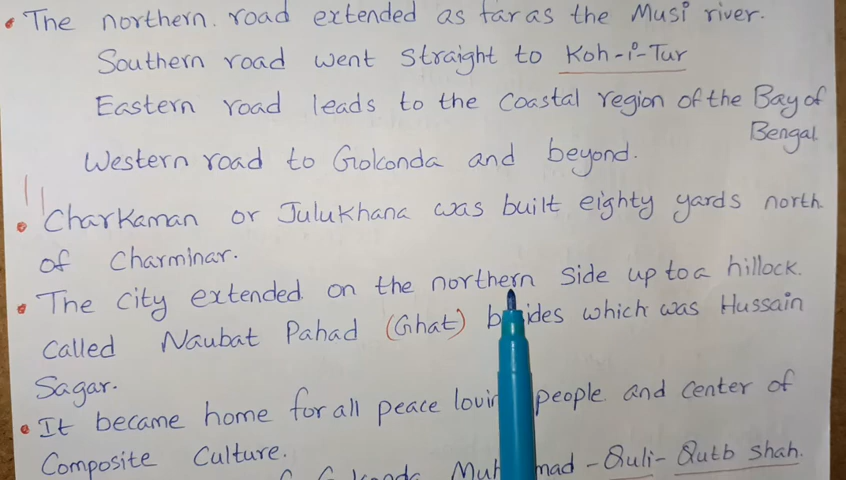 • The northern road extended as far as the Musi river.
Southern road went straight to Koh-i-Tur
Eastern road leads to the coastal region of the Bay of
Bengal
Western road to Golconda and beyond.
• Charkaman or Julukhana was built eighty yards north
of Charminar.
• The city extended on the northern side up to a hillock.
called Naubat Pahad (Ghat) besides which was Hussain
Sagar.
• It became home for all peace loving people and center of
Composite Culture.
-Quli- Qutb Shah.